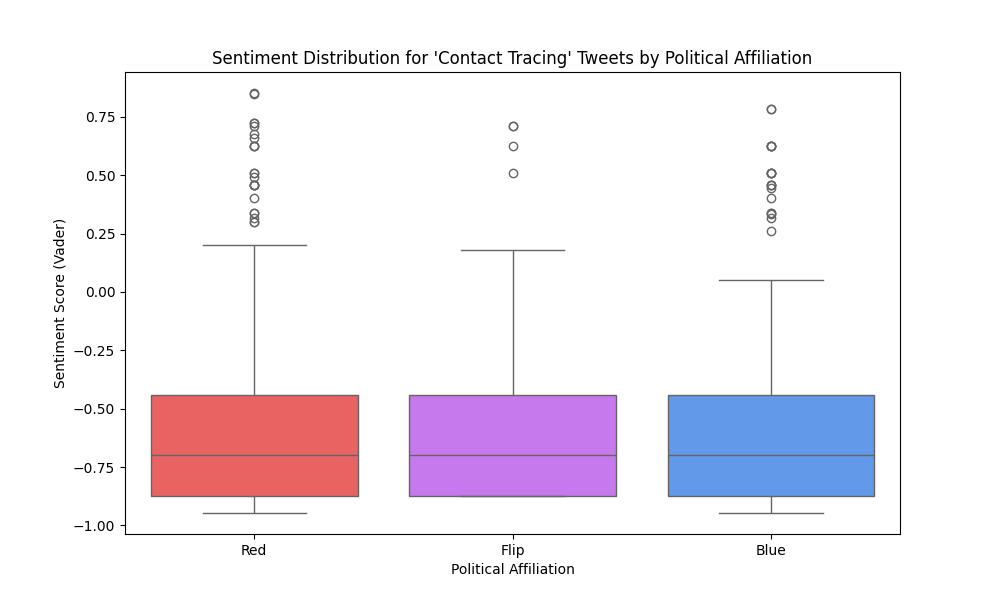 Sentiment Distribution for 'Contact Tracing' Tweets by Political Affiliation
Sentiment Score (Vader)
0.75
0.50
0.25
0.00
−0.25
−0.50
−0.75
−1.00
Red Flip Blue
Political Affiliation